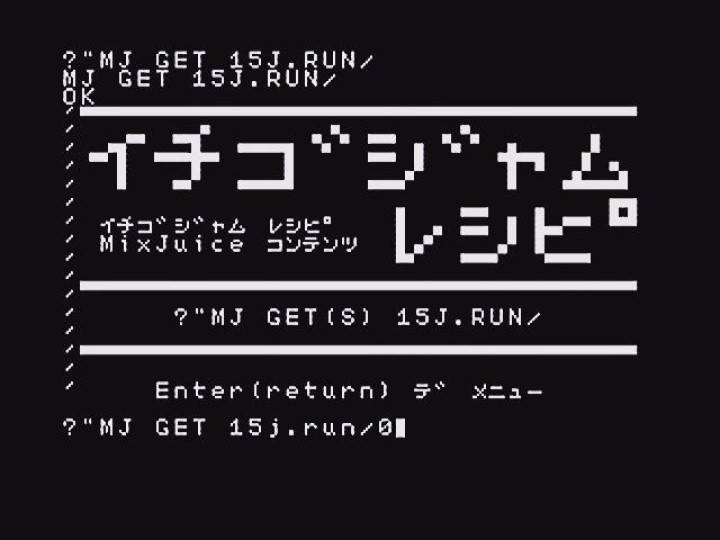 ?"MJ GET 15J.RUN/
MJ GET 15J.RUN/
OK
イチゴジャム
レシピ
イチゴジャム レシピ
MixJuice コンテンツ
?"MJ GET(S) 15J.RUN/
Enter(return) デ メニュー
?"MJ GET 15j.run/0